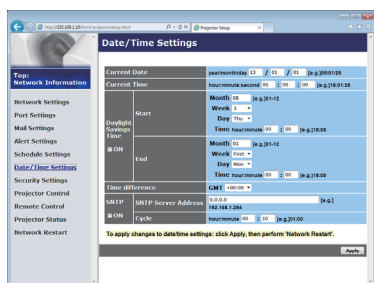 http://192.168.1.10/html/projectorsetup.html
Projector Setup
Date/Time Settings
Top:
Network Information
Network Settings
Port Settings
Mail Settings
Alert Settings
Schedule Settings
Date/Time Settings
Security Settings
Projector Control
Remote Control
Projector Status
Network Restart
Current Date year/month/day 13 / 01 / 01 [e.g.]05/01/25
Current Time hour:minute:second 00 : 00 : 00 [e.g.]18:01:25
Daylight Savings Time
ON
Start
Month 08 [e.g.]01-12
Week 3
Day Thu
Time hour:minute 00 : 00 [e.g.]18:08
End
Month 01 [e.g.]01-12
Week First
Day Mon
Time hour:minute 00 : 00 [e.g.]18:08
Time difference GMT +00:00
SNTP
ON
SNTP Server Address 0.0.0.0 [e.g.]
192.168.1.254
Cycle hour:minute 00 : 10 [e.g.]01:00
To apply changes to date/time settings: click Apply, then perform 'Network Restart'.
Apply